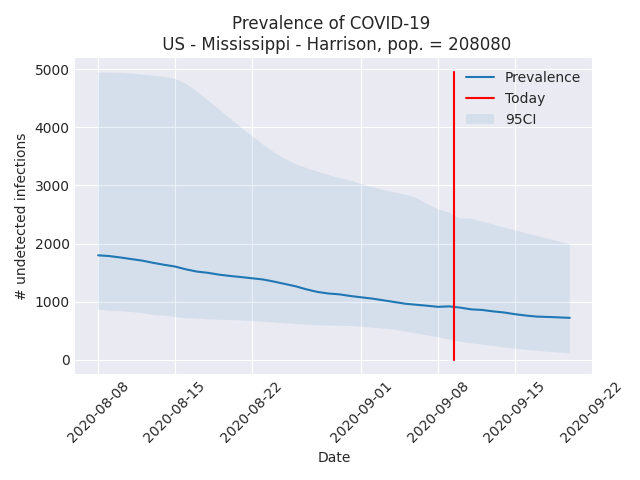 Prevalence of COVID-19
US - Mississippi - Harrison, pop. = 208080
5000
4000
3000
2000
1000
0
# undetected infections
Prevalence
Today
95CI
2020-08-08
2020-08-15
2020-08-22
2020-09-01
2020-09-08
2020-09-15
2020-09-22
Date